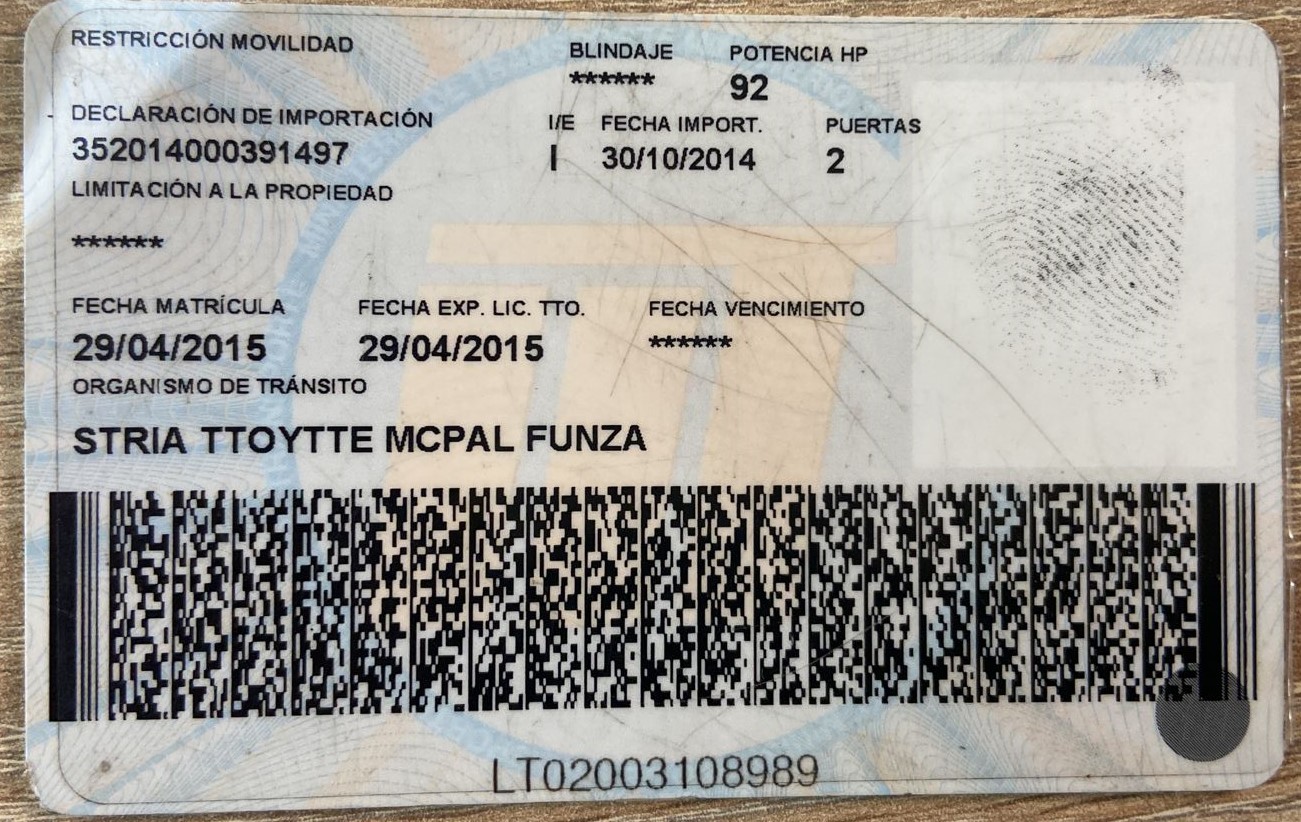 RESTRICCIÓN MOVILIDAD BLINDAJE POTENCIA HP
****** 92
DECLARACIÓN DE IMPORTACIÓN I/E FECHA IMPORT. PUERTAS
352014000391497 I 30/10/2014 2
LIMITACIÓN A LA PROPIEDAD
******
FECHA MATRÍCULA FECHA EXP. LIC. TTO. FECHA VENCIMIENTO
29/04/2015 29/04/2015 ******
ORGANISMO DE TRÁNSITO
STRIA TTOYTTE MCPAL FUNZA
LT02003108989